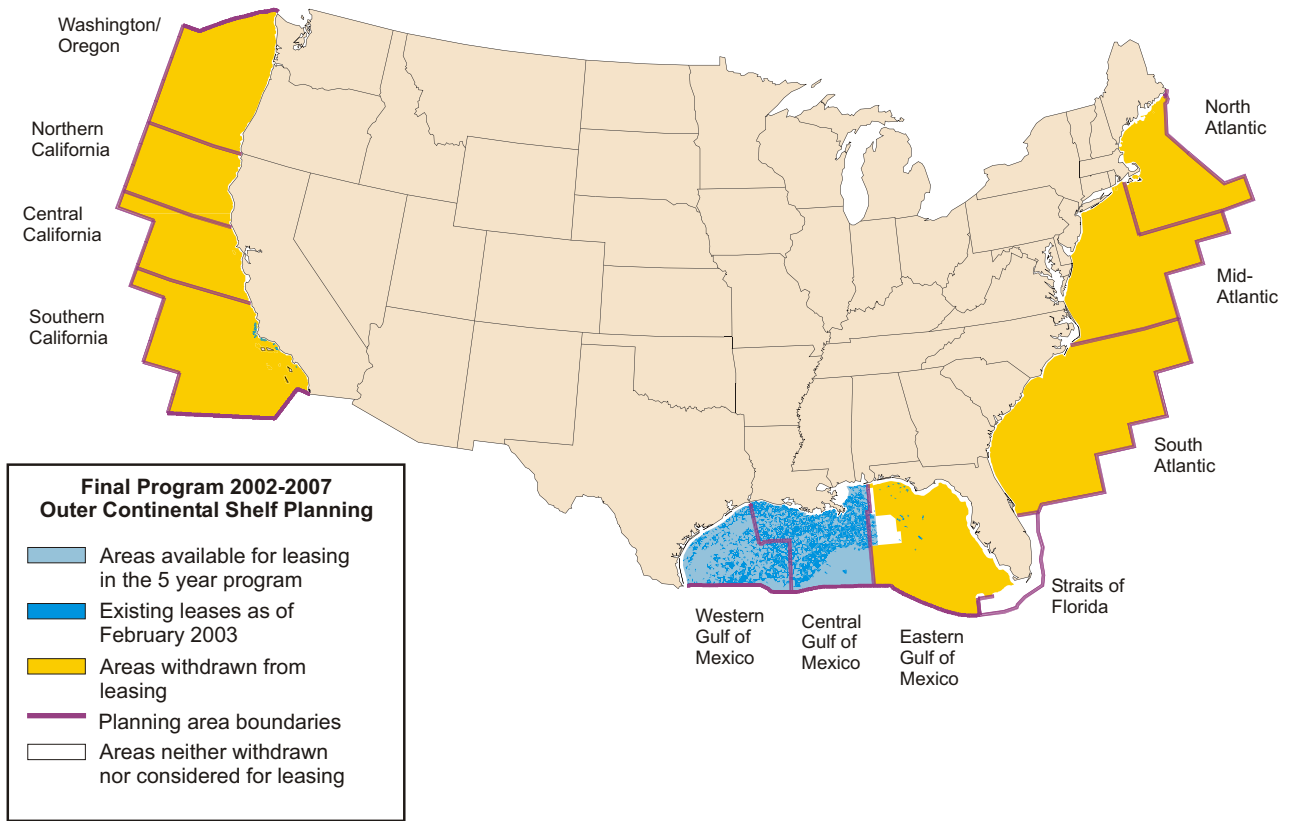 Washington/
Oregon
Northern
California
Central
California
Southern
California
North
Atlantic
Mid-
Atlantic
South
Atlantic
Straits of
Florida
Western
Gulf of
Mexico
Central
Gulf of
Mexico
Eastern
Gulf of
Mexico
Final Program 2002-2007
Outer Continental Shelf Planning
Areas available for leasing
in the 5 year program
Existing leases as of
February 2003
Areas withdrawn from
leasing
Planning area boundaries
Areas neither withdrawn
nor considered for leasing